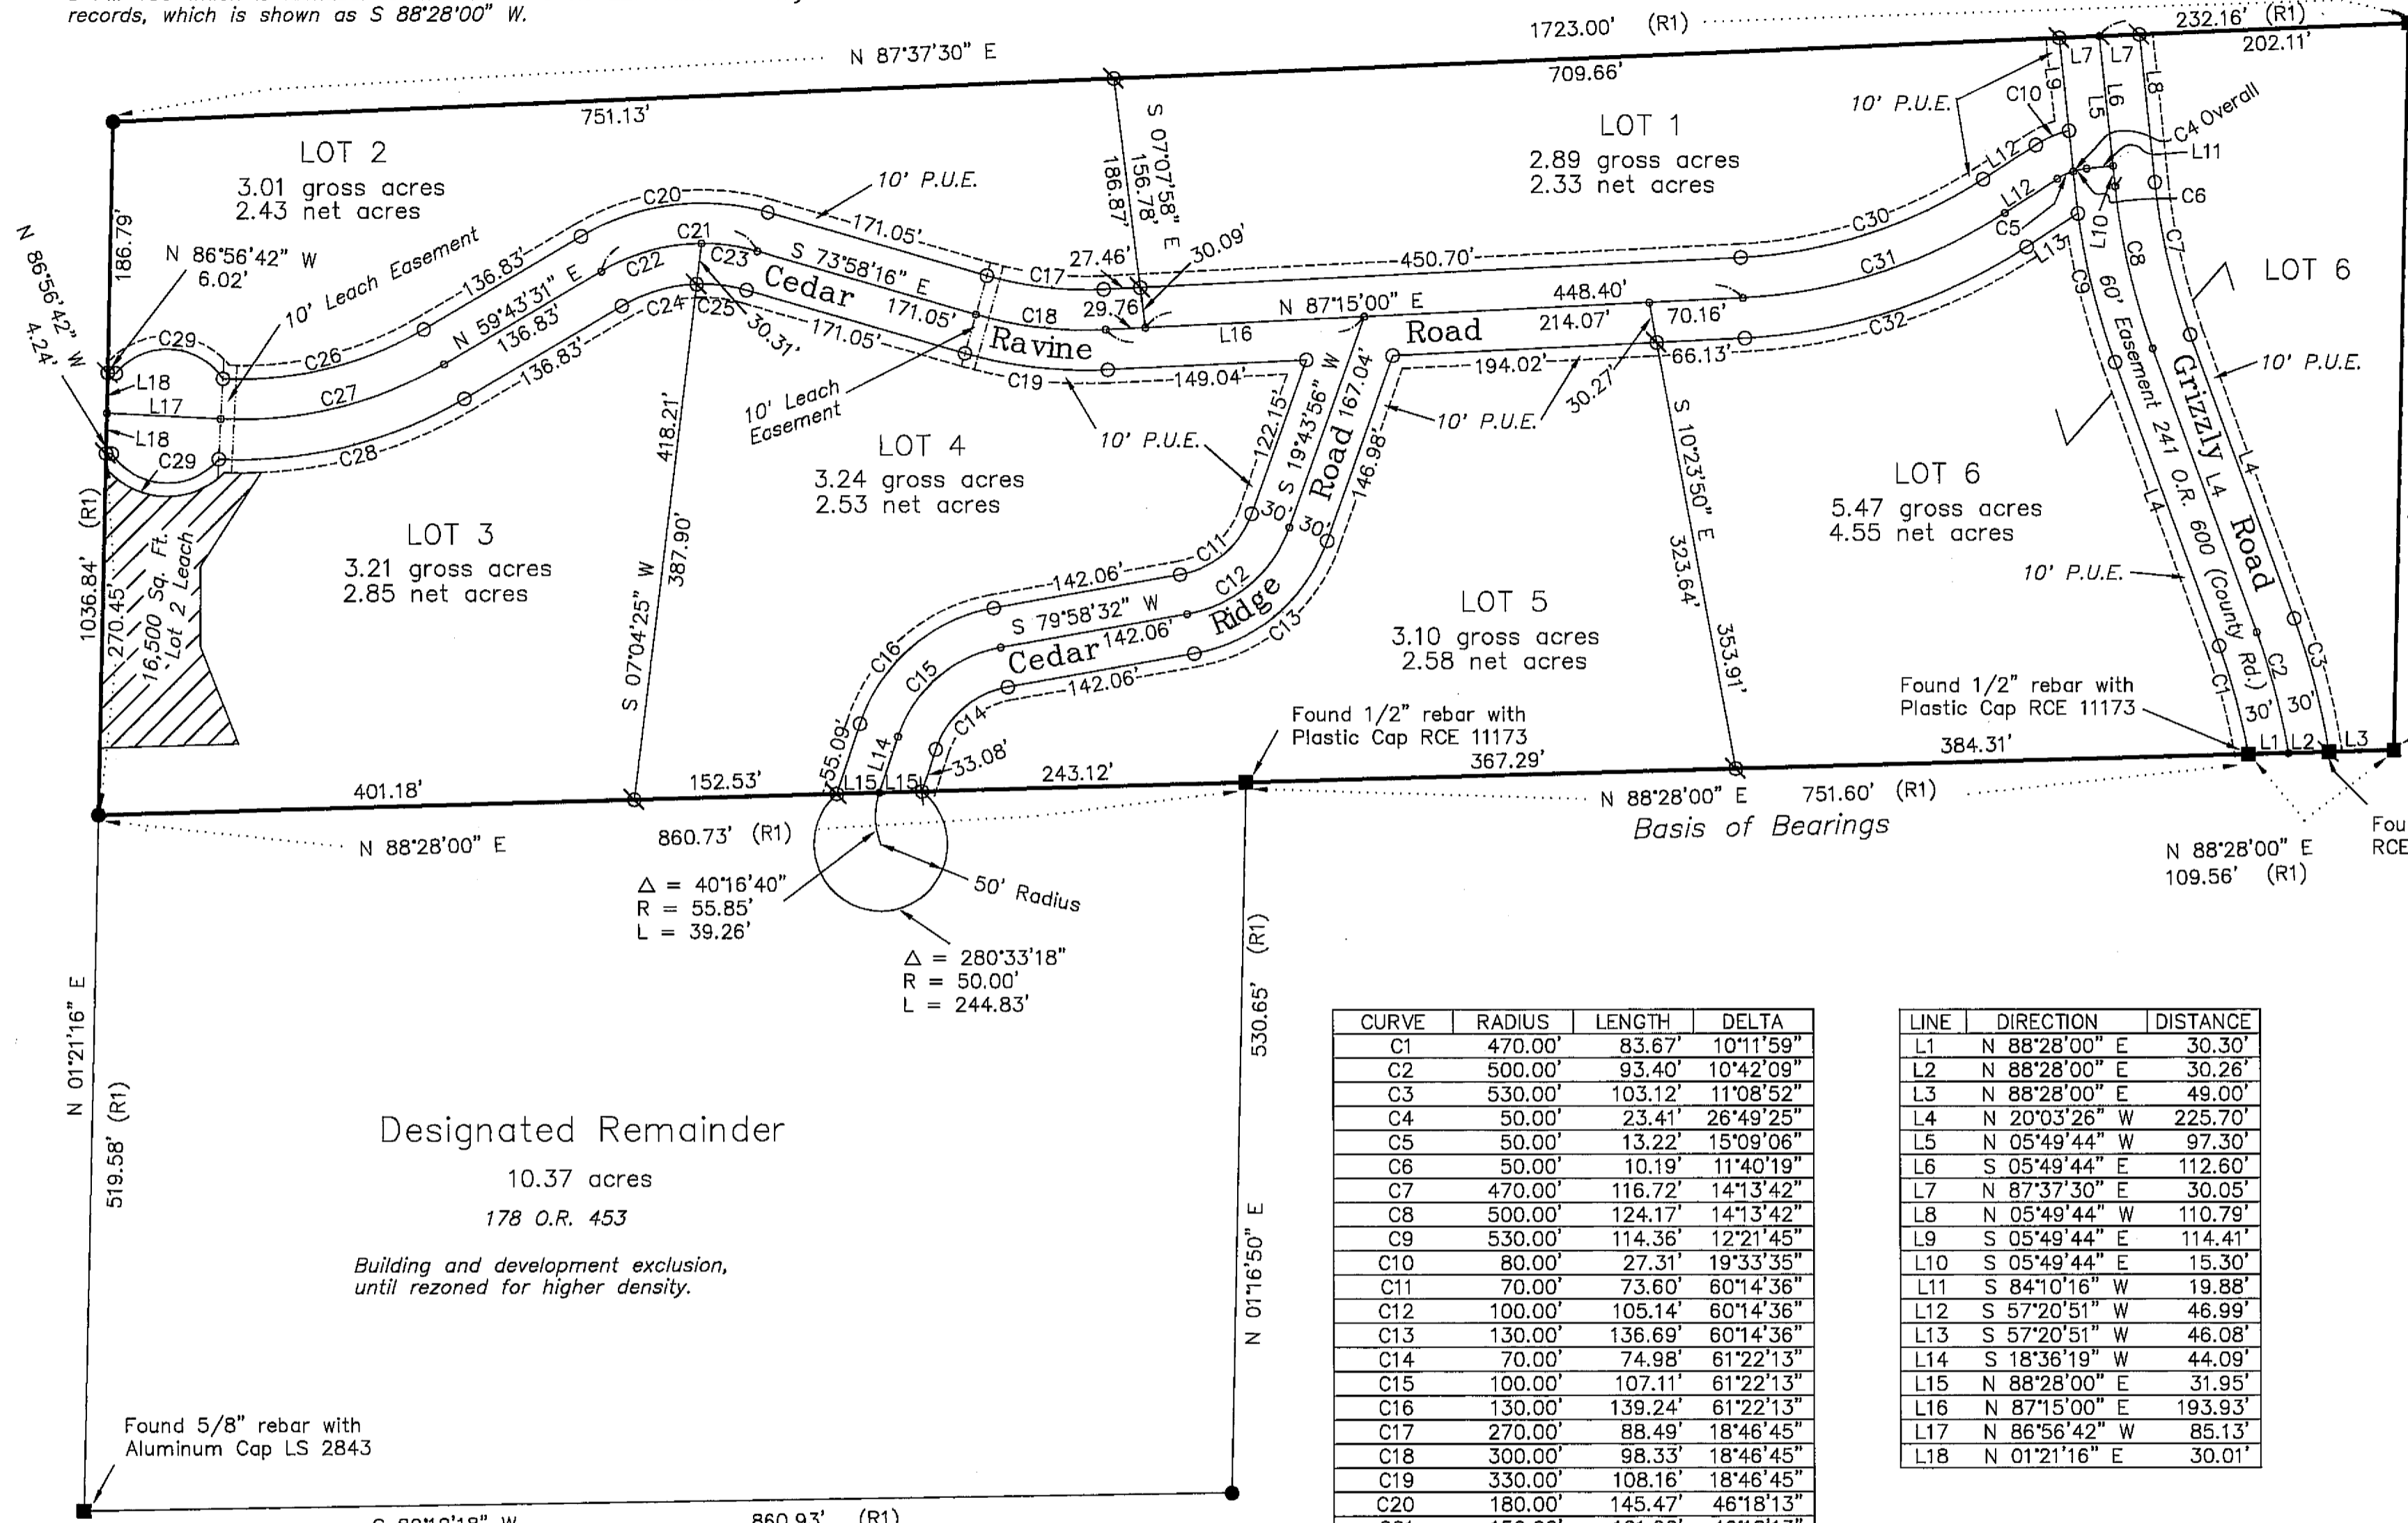 records, which is shown as S 88°28'00" W.
N 87°37'30" E
1723.00' (R1)
232.16' (R1)
751.13'
709.66'
202.11'
L7
L7
L9
L5
L6
L8
C10
10' P.U.E.
C4 Overall
L11
LOT 2
3.01 gross acres
2.43 net acres
10' P.U.E.
S 07°07'58" E
186.87'
156.78'
LOT 1
2.89 gross acres
2.33 net acres
L12
L12
C6
C5
L10
C7
C8
C9
L13
LOT 6
186.79'
N 86°56'42" W
6.02'
N 86°56'42" W
4.24'
10' Leach Easement
C20
171.05'
C21
C22
C23
S 73°58'16" E
171.05'
136.83'
N 59°43'31" E
136.83'
136.83'
C24
C25
30.31'
171.05'
Cedar
Ravine
Road
27.46'
30.09'
C17
450.70'
C30
C31
C32
29.76
C18
N 87°15'00" E
448.40'
L16
214.07'
70.16'
C29
C26
L18
L17
C27
L18
C29
C28
C19
149.04'
194.02'
66.13'
30.27'
10' Leach
Easement
10' P.U.E.
10' P.U.E.
10' P.U.E.
60' Easement 241 O.R. 600 (County Rd.)
Grizzly
Road
L4
L4
L4
1036.84' (R1)
270.45'
16,500 Sq. Ft.
Lot 2 Leach
418.21'
S 07°04'25" W
387.90'
LOT 4
3.24 gross acres
2.53 net acres
122.15'
S 19°43'56" W
167.04'
Road
146.98'
30'
30'
S 10°23'50" E
323.64'
353.91'
LOT 6
5.47 gross acres
4.55 net acres
10' P.U.E.
LOT 3
3.21 gross acres
2.85 net acres
C11
142.06'
C12
S 79°58'32" W
142.06'
Cedar
Ridge
C13
142.06'
C16
C15
C14
LOT 5
3.10 gross acres
2.58 net acres
C1
C2
C3
30'
30'
55.09'
L14
33.08'
Found 1/2" rebar with
Plastic Cap RCE 11173
Found 1/2" rebar with
Plastic Cap RCE 11173
401.18'
152.53'
L15
L15
243.12'
367.29'
384.31'
L1
L2
L3
N 88°28'00" E
860.73' (R1)
N 88°28'00" E 751.60' (R1)
Basis of Bearings
Fou
RCE
N 88°28'00" E
109.56' (R1)
△ = 40°16'40"
R = 55.85'
L = 39.26'
50' Radius
△ = 280°33'18"
R = 50.00'
L = 244.83'
N 01°21'16" E
519.58' (R1)
530.65' (R1)
N 01°16'50" E
Designated Remainder
10.37 acres
178 O.R. 453
Building and development exclusion,
until rezoned for higher density.
Found 5/8" rebar with
Aluminum Cap LS 2843
860.93' (R1)
CURVE RADIUS LENGTH DELTA
C1 470.00' 83.67' 10°11'59"
C2 500.00' 93.40' 10°42'09"
C3 530.00' 103.12' 11°08'52"
C4 50.00' 23.41' 26°49'25"
C5 50.00' 13.22' 15°09'06"
C6 50.00' 10.19' 11°40'19"
C7 470.00' 116.72' 14°13'42"
C8 500.00' 124.17' 14°13'42"
C9 530.00' 114.36' 12°21'45"
C10 80.00' 27.31' 19°33'35"
C11 70.00' 73.60' 60°14'36"
C12 100.00' 105.14' 60°14'36"
C13 130.00' 136.69' 60°14'36"
C14 70.00' 74.98' 61°22'13"
C15 100.00' 107.11' 61°22'13"
C16 130.00' 139.24' 61°22'13"
C17 270.00' 88.49' 18°46'45"
C18 300.00' 98.33' 18°46'45"
C19 330.00' 108.16' 18°46'45"
C20 180.00' 145.47' 46°18'13"
LINE DIRECTION DISTANCE
L1 N 88°28'00" E 30.30'
L2 N 88°28'00" E 30.26'
L3 N 88°28'00" E 49.00'
L4 N 20°03'26" W 225.70'
L5 N 05°49'44" W 97.30'
L6 S 05°49'44" E 112.60'
L7 N 87°37'30" E 30.05'
L8 N 05°49'44" W 110.79'
L9 S 05°49'44" E 114.41'
L10 S 05°49'44" E 15.30'
L11 S 84°10'16" W 19.88'
L12 S 57°20'51" W 46.99'
L13 S 57°20'51" W 46.08'
L14 S 18°36'19" W 44.09'
L15 N 88°28'00" E 31.95'
L16 N 87°15'00" E 193.93'
L17 N 86°56'42" W 85.13'
L18 N 01°21'16" E 30.01'